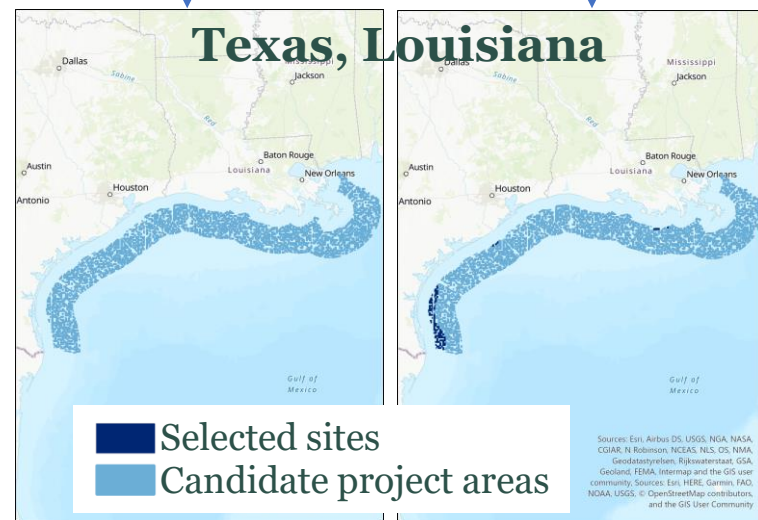 Texas, Louisiana
Dallas
Sabine
Mississippi
Jackson
Red
Austin
Baton Rouge
Louisiana
New Orleans
Houston
Antonio
Gulf of
Mexico
Dallas
Sabine
Mississippi
Jackson
Red
Austin
Baton Rouge
Louisiana
New Orleans
Houston
Antonio
Gulf of
Mexico
Selected sites
Candidate project areas
Sources: Esri, Airbus DS, USGS, NGA, NASA,
CGIAR, N Robinson, NCEAS, NLS, OS, NMA,
Geodatastyrelsen, Rijkswaterstaat, GSA,
Geoland, FEMA, Intermap and the GIS user
community, Sources: Esri, HERE, Garmin, FAO,
NOAA, USGS, © OpenStreetMap contributors,
and the GIS User Community